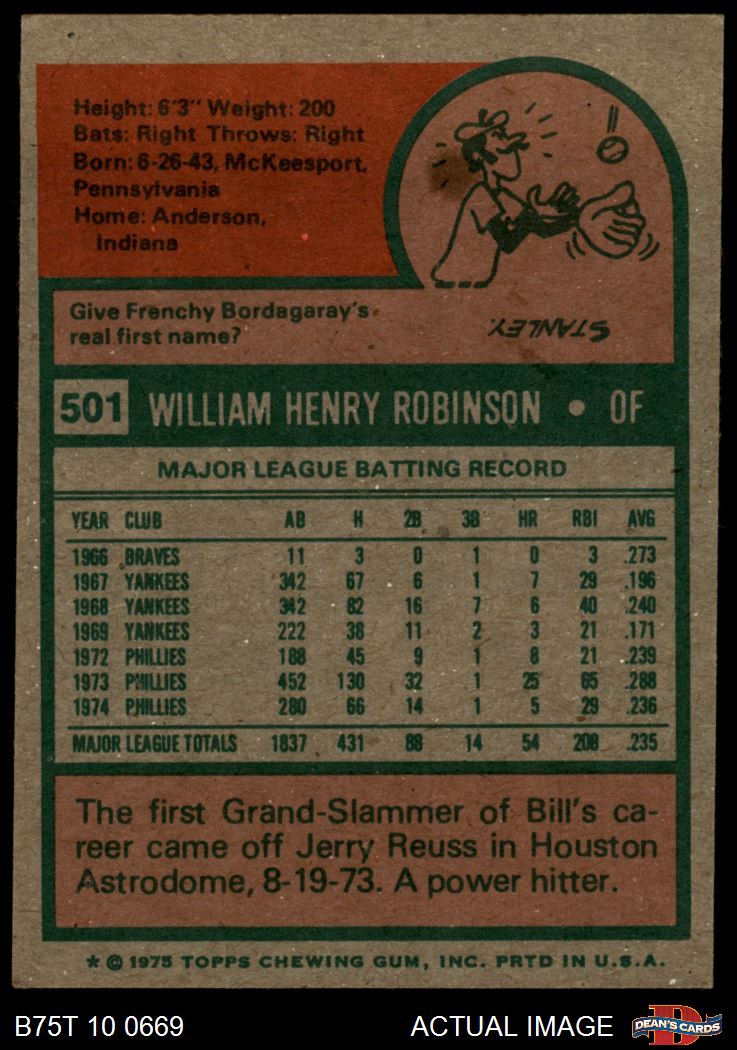 Height: 6'3" Weight: 200
Bats: Right Throws: Right
Born: 6-26-43, McKeesport,
Pennsylvania
Home: Anderson,
Indiana
Give Frenchy Bordagaray's
real first name?
STANLEY.
501 WILLIAM HENRY ROBINSON • OF
MAJOR LEAGUE BATTING RECORD
YEAR CLUB AB H 2B 3B HR RBI AVG
1966 BRAVES 11 3 0 1 0 3 .273
1967 YANKEES 342 67 6 1 7 29 .196
1968 YANKEES 342 82 16 7 6 40 .240
1969 YANKEES 222 38 11 2 3 21 .171
1972 PHILLIES 188 45 9 1 8 21 .239
1973 PHILLIES 452 130 32 1 25 65 .288
1974 PHILLIES 280 66 14 1 5 29 .236
MAJOR LEAGUE TOTALS 1837 431 88 14 54 208 .235
The first Grand-Slammer of Bill's ca-
reer came off Jerry Reuss in Houston
Astrodome, 8-19-73. A power hitter.
* © 1975 TOPPS CHEWING GUM, INC. PRTD IN U.S.A.
B75T 10 0669 ACTUAL IMAGE DEAN'S CARDS